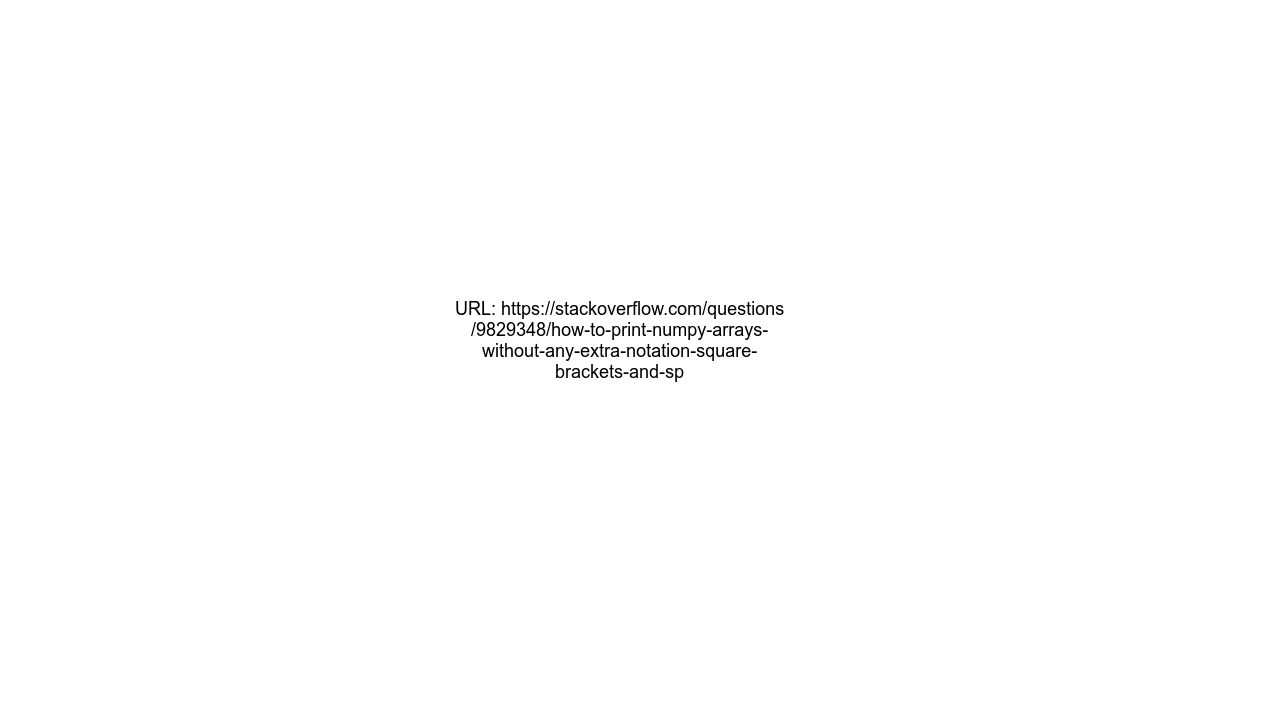 URL: https://stackoverflow.com/questions
/9829348/how-to-print-numpy-arrays-
without-any-extra-notation-square-
brackets-and-sp